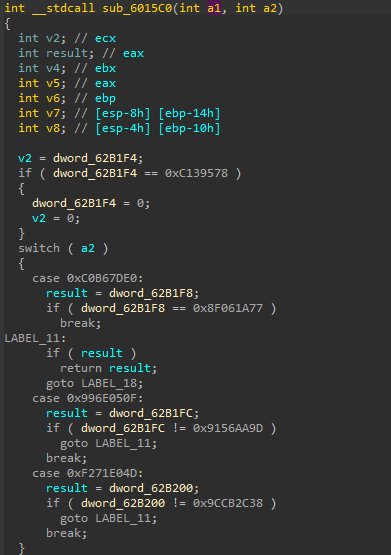 int __stdcall sub_6015C0(int a1, int a2)
{
  int v2; // ecx
  int result; // eax
  int v4; // ebx
  int v5; // eax
  int v6; // ebp
  int v7; // [esp-8h] [ebp-14h]
  int v8; // [esp-4h] [ebp-10h]

  v2 = dword_62B1F4;
  if ( dword_62B1F4 == 0xC139578 )
  {
    dword_62B1F4 = 0;
    v2 = 0;
  }
  switch ( a2 )
  {
    case 0xC0B67DE0:
      result = dword_62B1F8;
      if ( dword_62B1F8 == 0x8F061A77 )
        break;
LABEL_11:
      if ( result )
        return result;
      goto LABEL_18;
    case 0x996E050F:
      result = dword_62B1FC;
      if ( dword_62B1FC != 0x9156AA9D )
        goto LABEL_11;
      break;
    case 0xF271E04D:
      result = dword_62B200;
      if ( dword_62B200 != 0x9CCB2C38 )
        goto LABEL_11;
      break;
  }